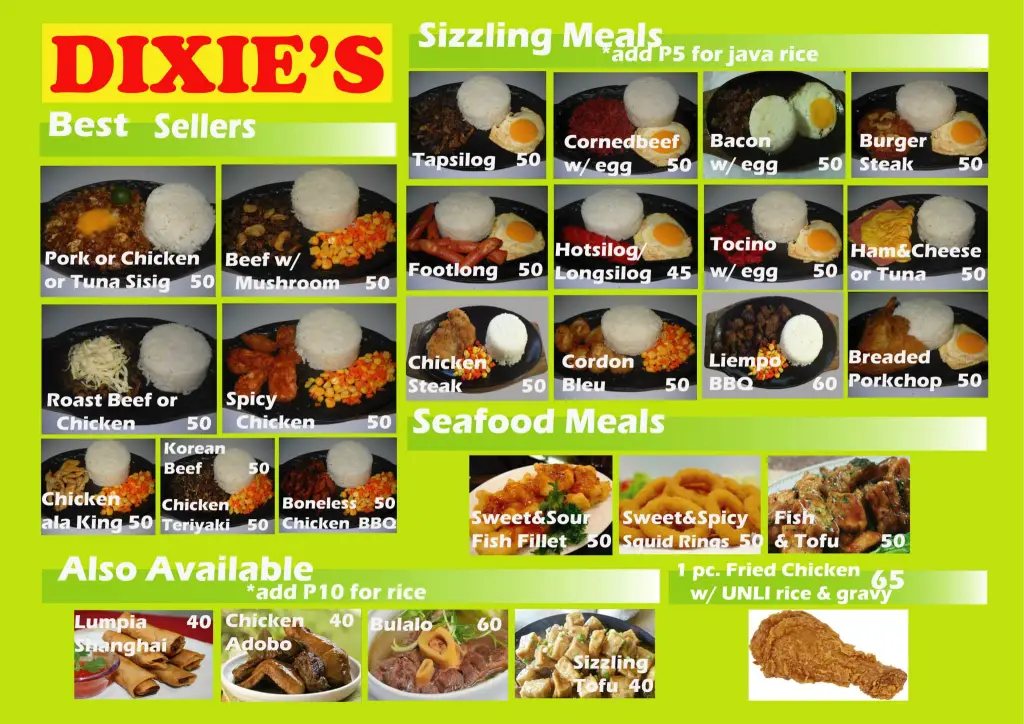 DIXIE'S
Best Sellers
Pork or Chicken
or Tuna Sisig 50
Beef w/
Mushroom 50
Roast Beef or
Chicken 50
Spicy
Chicken 50
Chicken
ala King 50
Korean
Beef 50
Chicken
Teriyaki 50
Boneless 50
Chicken BBQ
Sizzling Meals
*add P5 for java rice
Tapsilog 50
Cornedbeef
w/ egg 50
Bacon
w/ egg 50
Burger
Steak 50
Footlong 50
Hotsilog/
Longsilog 45
Tocino
w/ egg 50
Ham&Cheese
or Tuna 50
Chicken
Steak 50
Cordon
Bleu 50
Liempo
BBQ 60
Breaded
Porkchop 50
Seafood Meals
Sweet&Sour
Fish Fillet 50
Sweet&Spicy
Squid Rings 50
Fish
& Tofu 50
Also Available
*add P10 for rice
Lumpia 40
Shanghai
Chicken 40
Adobo
Bulalo 60
Sizzling
Tofu 40
1 pc. Fried Chicken 65
w/ UNLI rice & gravy